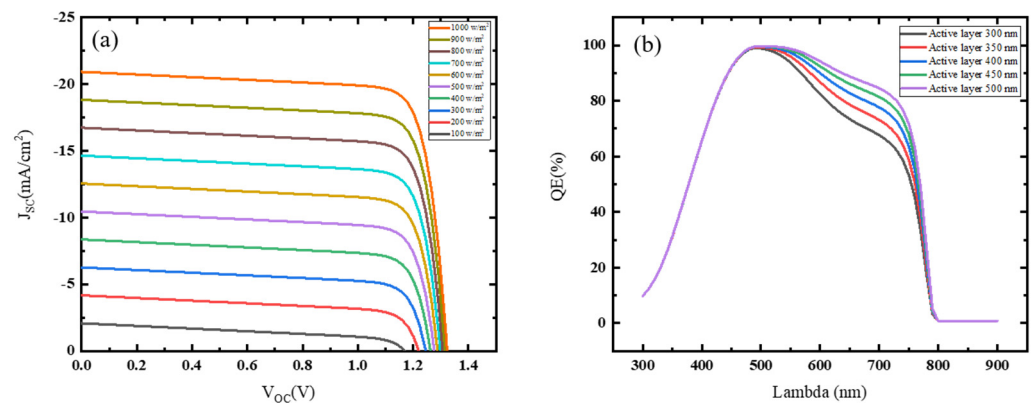 (a)
1000 w/m²
900 w/m²
800 w/m²
700 w/m²
600 w/m²
500 w/m²
400 w/m²
300 w/m²
200 w/m²
100 w/m²
-25
-20
-15
-10
-5
0
J_SC(mA/cm²)
0.0 0.2 0.4 0.6 0.8 1.0 1.2 1.4
V_OC(V)
(b)
Active layer 300 nm
Active layer 350 nm
Active layer 400 nm
Active layer 450 nm
Active layer 500 nm
100
80
60
40
20
0
QE(%)
300 400 500 600 700 800 900
Lambda (nm)